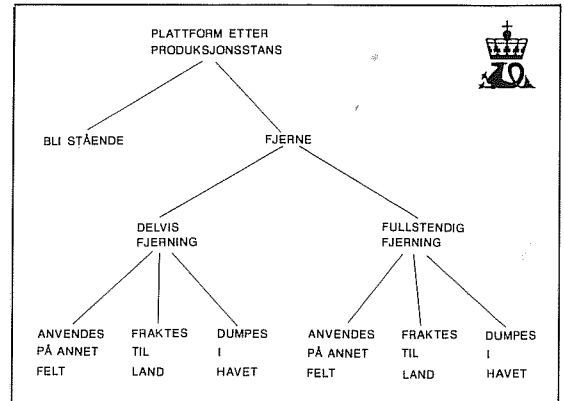 PLATTFORM ETTER
PRODUKSJONSSTANS
BLI STÅENDE
FJERNE
DELVIS
FJERNING
FULLSTENDIG
FJERNING
ANVENDES
PÅ ANNET
FELT
FRAKTES
TIL
LAND
DUMPES
I
HAVET
ANVENDES
PÅ ANNET
FELT
FRAKTES
TIL
LAND
DUMPES
I
HAVET